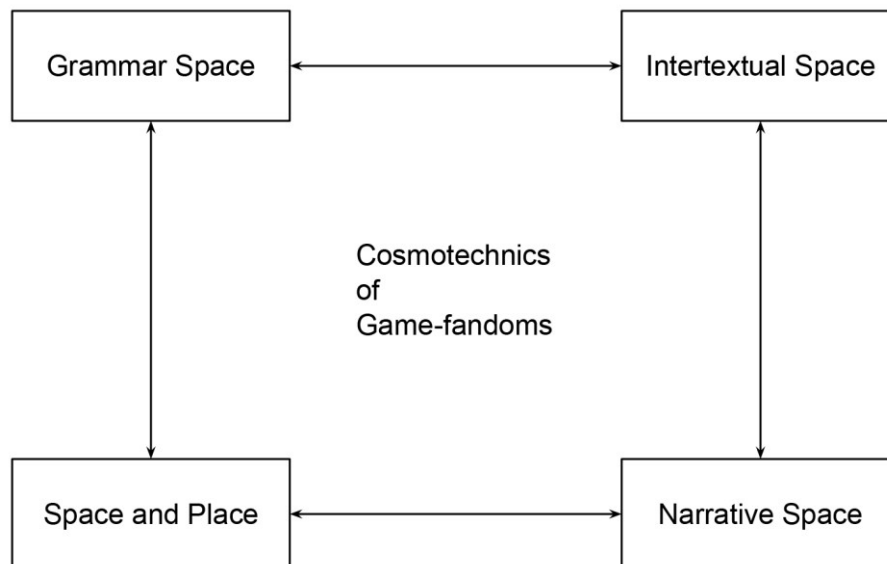 Grammar Space
Intertextual Space
Cosmotechnics
of
Game-fandoms
Space and Place
Narrative Space